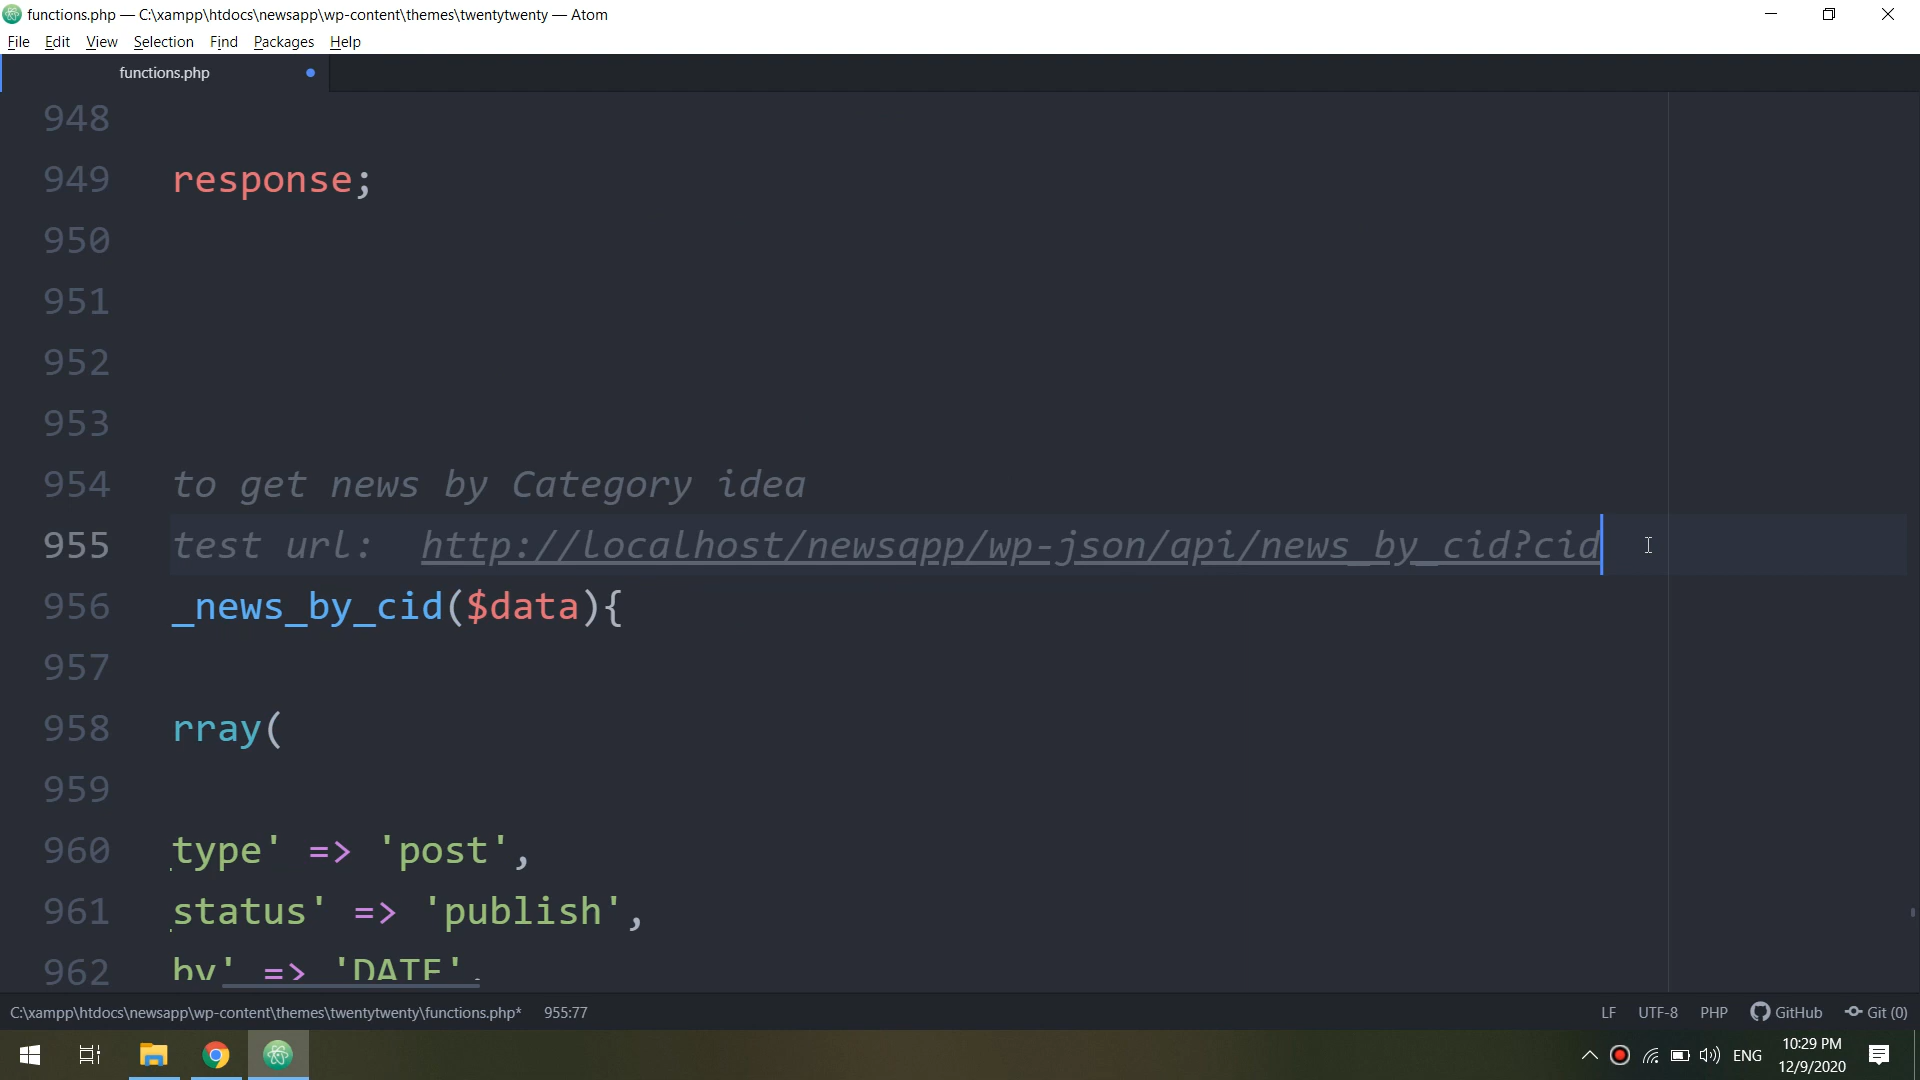 functions.php — C:\xampp\htdocs\newsapp\wp-content\themes\twentytwenty — Atom
File Edit View Selection Find Packages Help
functions.php
948
949 response;
950
951
952
953
954 to get news by Category idea
955 test url:  http://localhost/newsapp/wp-json/api/news_by_cid?cid
956 _news_by_cid($data){
957
958 rray(
959
960 _type' => 'post',
961 _status' => 'publish',
962 by' => 'DATE',
C:\xampp\htdocs\newsapp\wp-content\themes\twentytwenty\functions.php* 955:77 LF UTF-8 PHP GitHub Git (0)
ENG 10:29 PM
12/9/2020